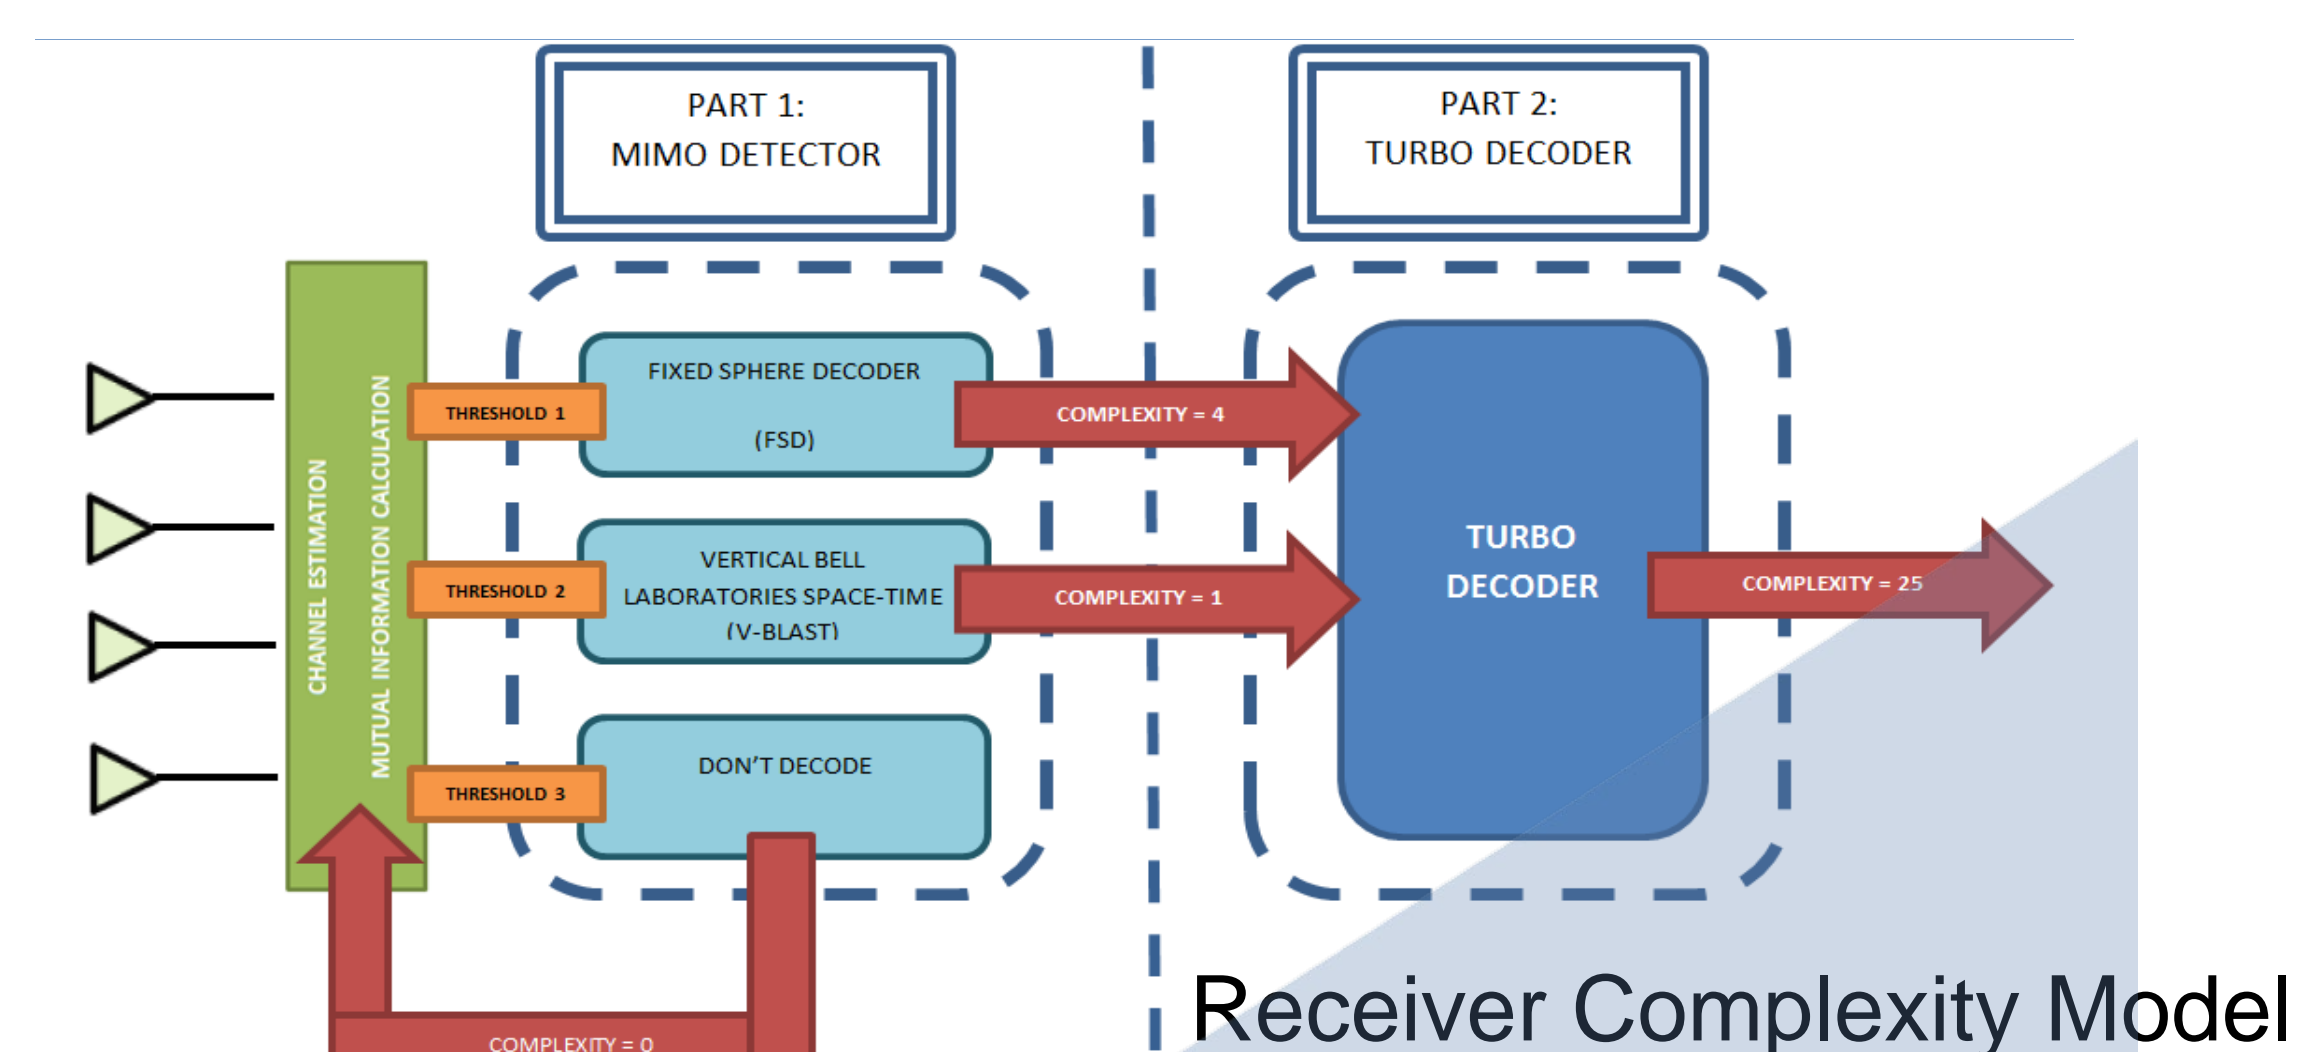 PART 1:
MIMO DETECTOR
PART 2:
TURBO DECODER
CHANNEL ESTIMATION
MUTUAL INFORMATION CALCULATION
THRESHOLD 1
FIXED SPHERE DECODER
(FSD)
COMPLEXITY = 4
THRESHOLD 2
VERTICAL BELL
LABORATORIES SPACE-TIME
(V-BLAST)
COMPLEXITY = 1
TURBO
DECODER
COMPLEXITY = 25
THRESHOLD 3
DON'T DECODE
COMPLEXITY = 0
Receiver Complexity Model